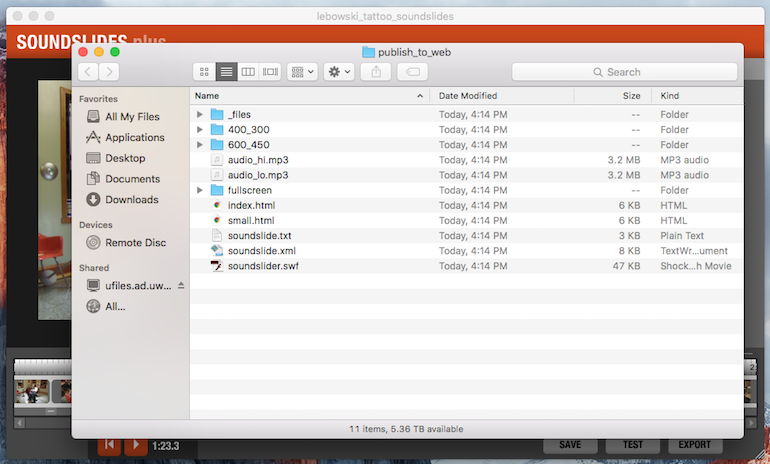 lebowski_tattoo_soundslides
SOUNDSLIDES plus
publish_to_web
Search
Favorites
All My Files
Applications
Desktop
Documents
Downloads
Devices
Remote Disc
Shared
ufiles.ad.uw...
All...
Name Date Modified Size Kind
_files Today, 4:14 PM -- Folder
400_300 Today, 4:14 PM -- Folder
600_450 Today, 4:14 PM -- Folder
audio_hi.mp3 Today, 4:14 PM 3.2 MB MP3 audio
audio_lo.mp3 Today, 4:14 PM 3.2 MB MP3 audio
fullscreen Today, 4:14 PM -- Folder
index.html Today, 4:14 PM 6 KB HTML
small.html Today, 4:14 PM 6 KB HTML
soundslide.txt Today, 4:14 PM 3 KB Plain Text
soundslide.xml Today, 4:14 PM 8 KB TextWr...ument
soundslider.swf Today, 4:14 PM 47 KB Shock...h Movie
11 items, 5.36 TB available
1:23.3 SAVE TEST EXPORT